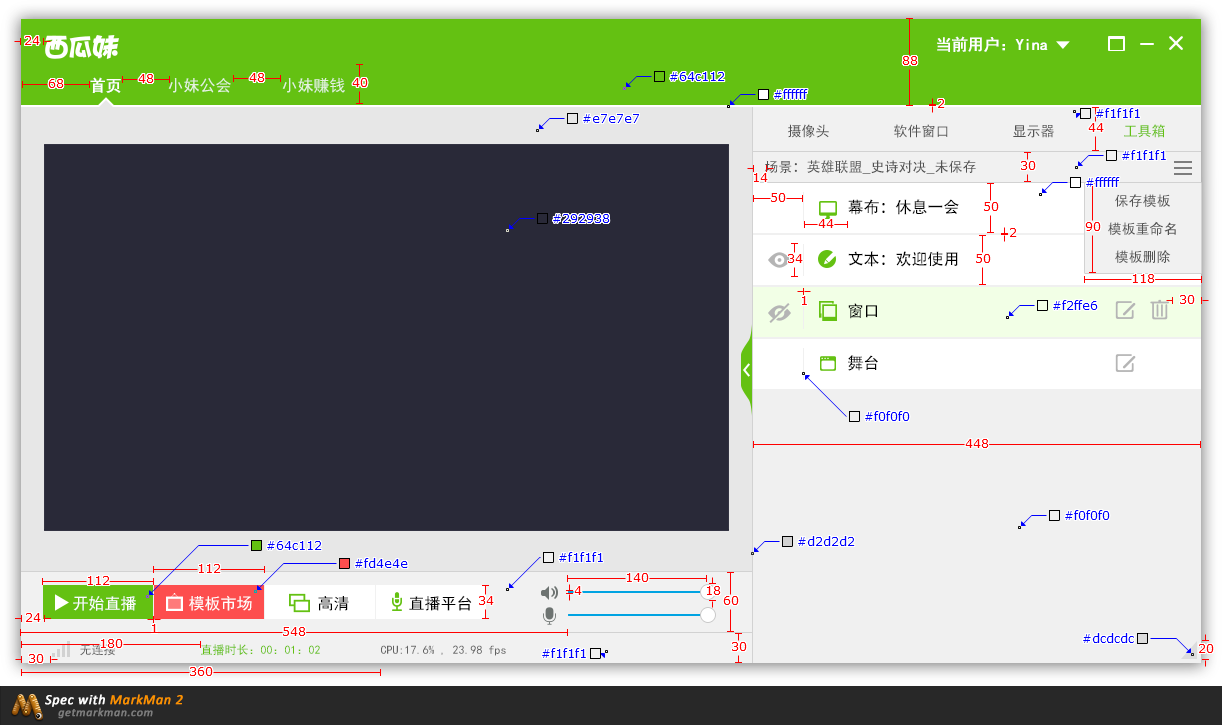 24 西瓜妹 当前用户：Yina
88
68 首页 48 小妹公会 48 小妹赚钱 40
#64c112
#ffffff
2
#e7e7e7
#f1f1f1
摄像头 软件窗口 显示器 44 工具箱
#f1f1f1
场景：英雄联盟_史诗对决_未保存 30
14
#ffffff
50 幕布：休息一会 50 保存模板
#292938
44 2 90 模板重命名
34 文本：欢迎使用 50 模板删除
118
1 窗口 #f2ffe6 30
舞台
#f0f0f0
448
#f0f0f0
#d2d2d2
#64c112
#fd4e4e
#f1f1f1
112 112 140
4 18
开始直播 模板市场 高清 直播平台 34 60
24 1
548
180
无连接 直播时长：00：01：02 CPU:17.6% , 23.98 fps #f1f1f1 30 #dcdcdc 20
30
360
Spec with MarkMan 2
getmarkman.com